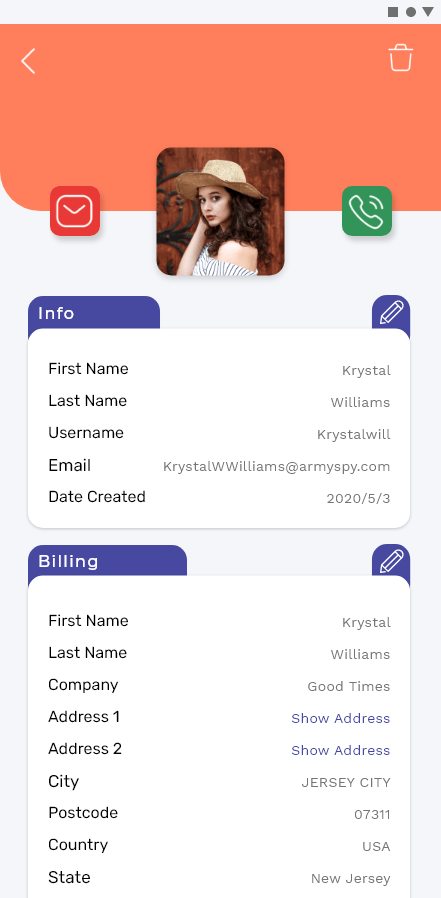 Info
First Name Krystal
Last Name Williams
Username Krystalwill
Email KrystalWWilliams@armyspy.com
Date Created 2020/5/3
Billing
First Name Krystal
Last Name Williams
Company Good Times
Address 1 Show Address
Address 2 Show Address
City JERSEY CITY
Postcode 07311
Country USA
State New Jersey